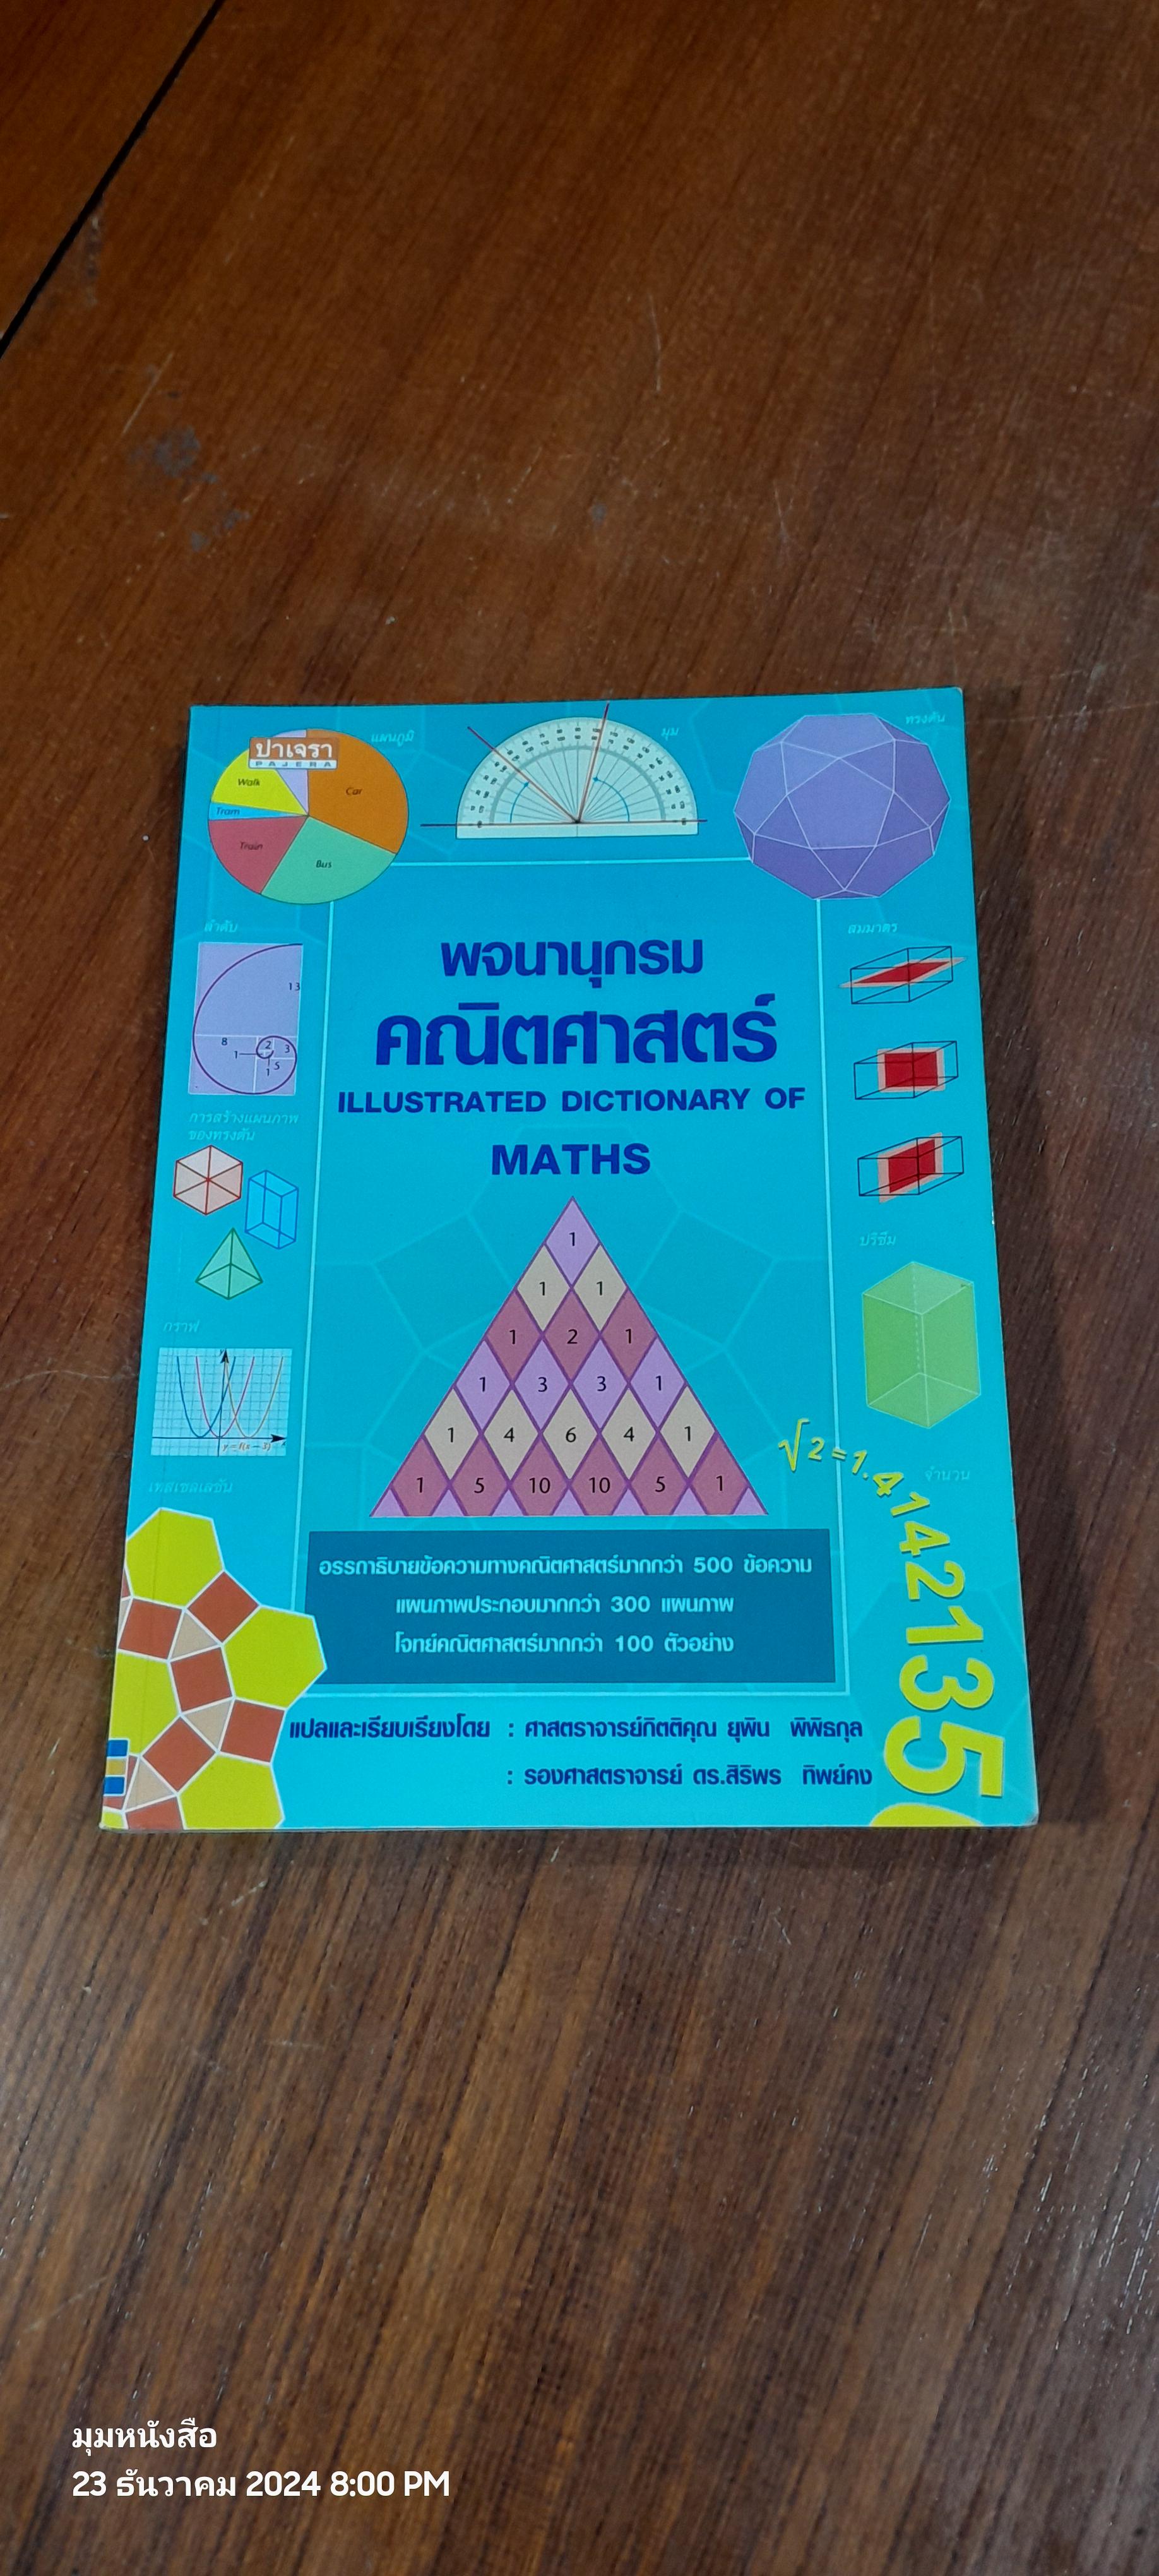 ปาเจรา
PAJERA
แผนภูมิ
มุม
ทรงตัน
Walk
Car
Tram
Train
Bus
ลำดับ
สมมาตร
พจนานุกรม
คณิตศาสตร์
ILLUSTRATED DICTIONARY OF
MATHS
13
8
2
3
1
5
1
การสร้างแผนภาพ
ของทรงตัน
ปริซึม
1
1 1
1 2 1
1 3 3 1
1 4 6 4 1
1 5 10 10 5 1
กราฟ
y = f(x − 3)
เทสเซลเลชัน
√2 = 1.4142135
จำนวน
อรรถาธิบายข้อความทางคณิตศาสตร์มากกว่า 500 ข้อความ
แผนภาพประกอบมากกว่า 300 แผนภาพ
โจทย์คณิตศาสตร์มากกว่า 100 ตัวอย่าง
แปลและเรียบเรียงโดย : ศาสตราจารย์กิตติคุณ ยุพิน พิพิธกุล
: รองศาสตราจารย์ ดร.สิริพร ทิพย์คง
มุมหนังสือ
23 ธันวาคม 2024 8:00 PM